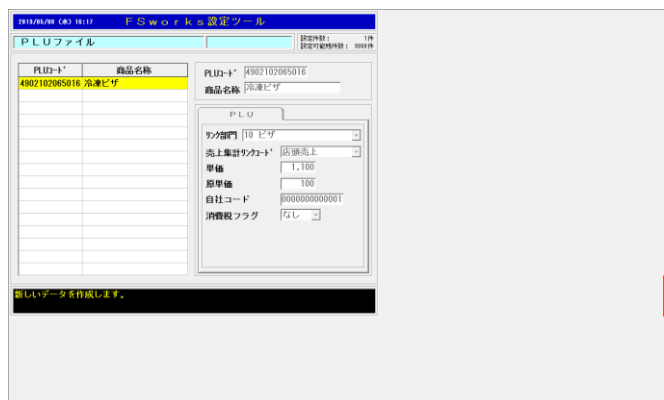 2019/05/08 (水) 16:17 FSworks設定ツール
PLUファイル
設定件数： 1件
設定可能残件数： 9999件
PLUｺｰﾄﾞ 商品名称
4902102065016 冷凍ピザ
PLUｺｰﾄﾞ 4902102065016
商品名称 冷凍ピザ
PLU
ﾘﾝｸ部門 10 ピザ
売上集計ﾘﾝｸｺｰﾄﾞ 店頭売上
単価 1,100
原単価 100
自社コード 0000000000001
消費税フラグ なし
新しいデータを作成します。